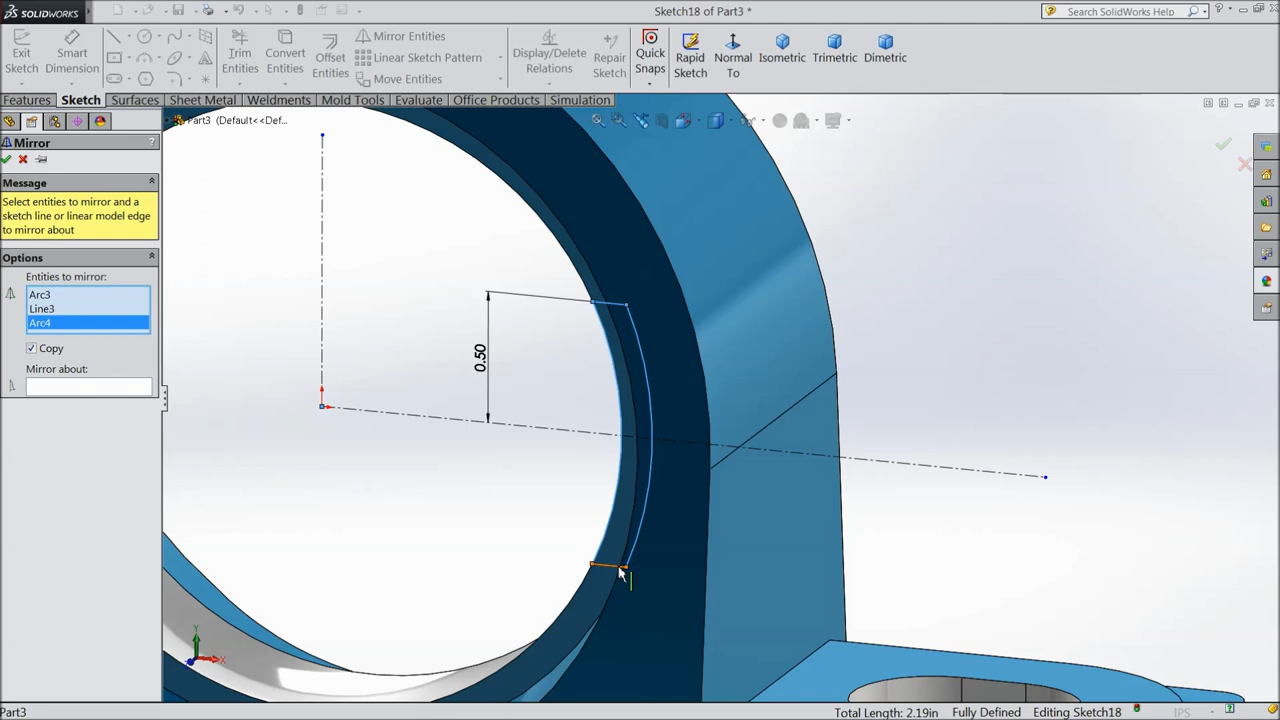 SOLIDWORKS
Sketch18 of Part3 *
Search SolidWorks Help
Exit Sketch
Smart Dimension
Trim Entities
Convert Entities
Offset Entities
Mirror Entities
Linear Sketch Pattern
Move Entities
Display/Delete Relations
Repair Sketch
Quick Snaps
Rapid Sketch
Normal To
Isometric
Trimetric
Dimetric
Features
Sketch
Surfaces
Sheet Metal
Weldments
Mold Tools
Evaluate
Office Products
Simulation
Part3 (Default<<Def...
Mirror
?
Message
Select entities to mirror and a
sketch line or linear model edge
to mirror about
Options
Entities to mirror:
Arc3
Line3
Arc4
Copy
Mirror about:
0.50
Y
X
Part3
Total Length: 2.19in
Fully Defined
Editing Sketch18
IPS